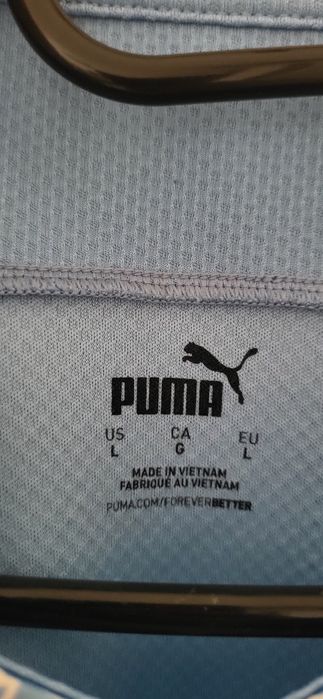 PUMA
US CA EU
L G L
MADE IN VIETNAM
FABRIQUÉ AU VIETNAM
PUMA.COM/FOREVERBETTER